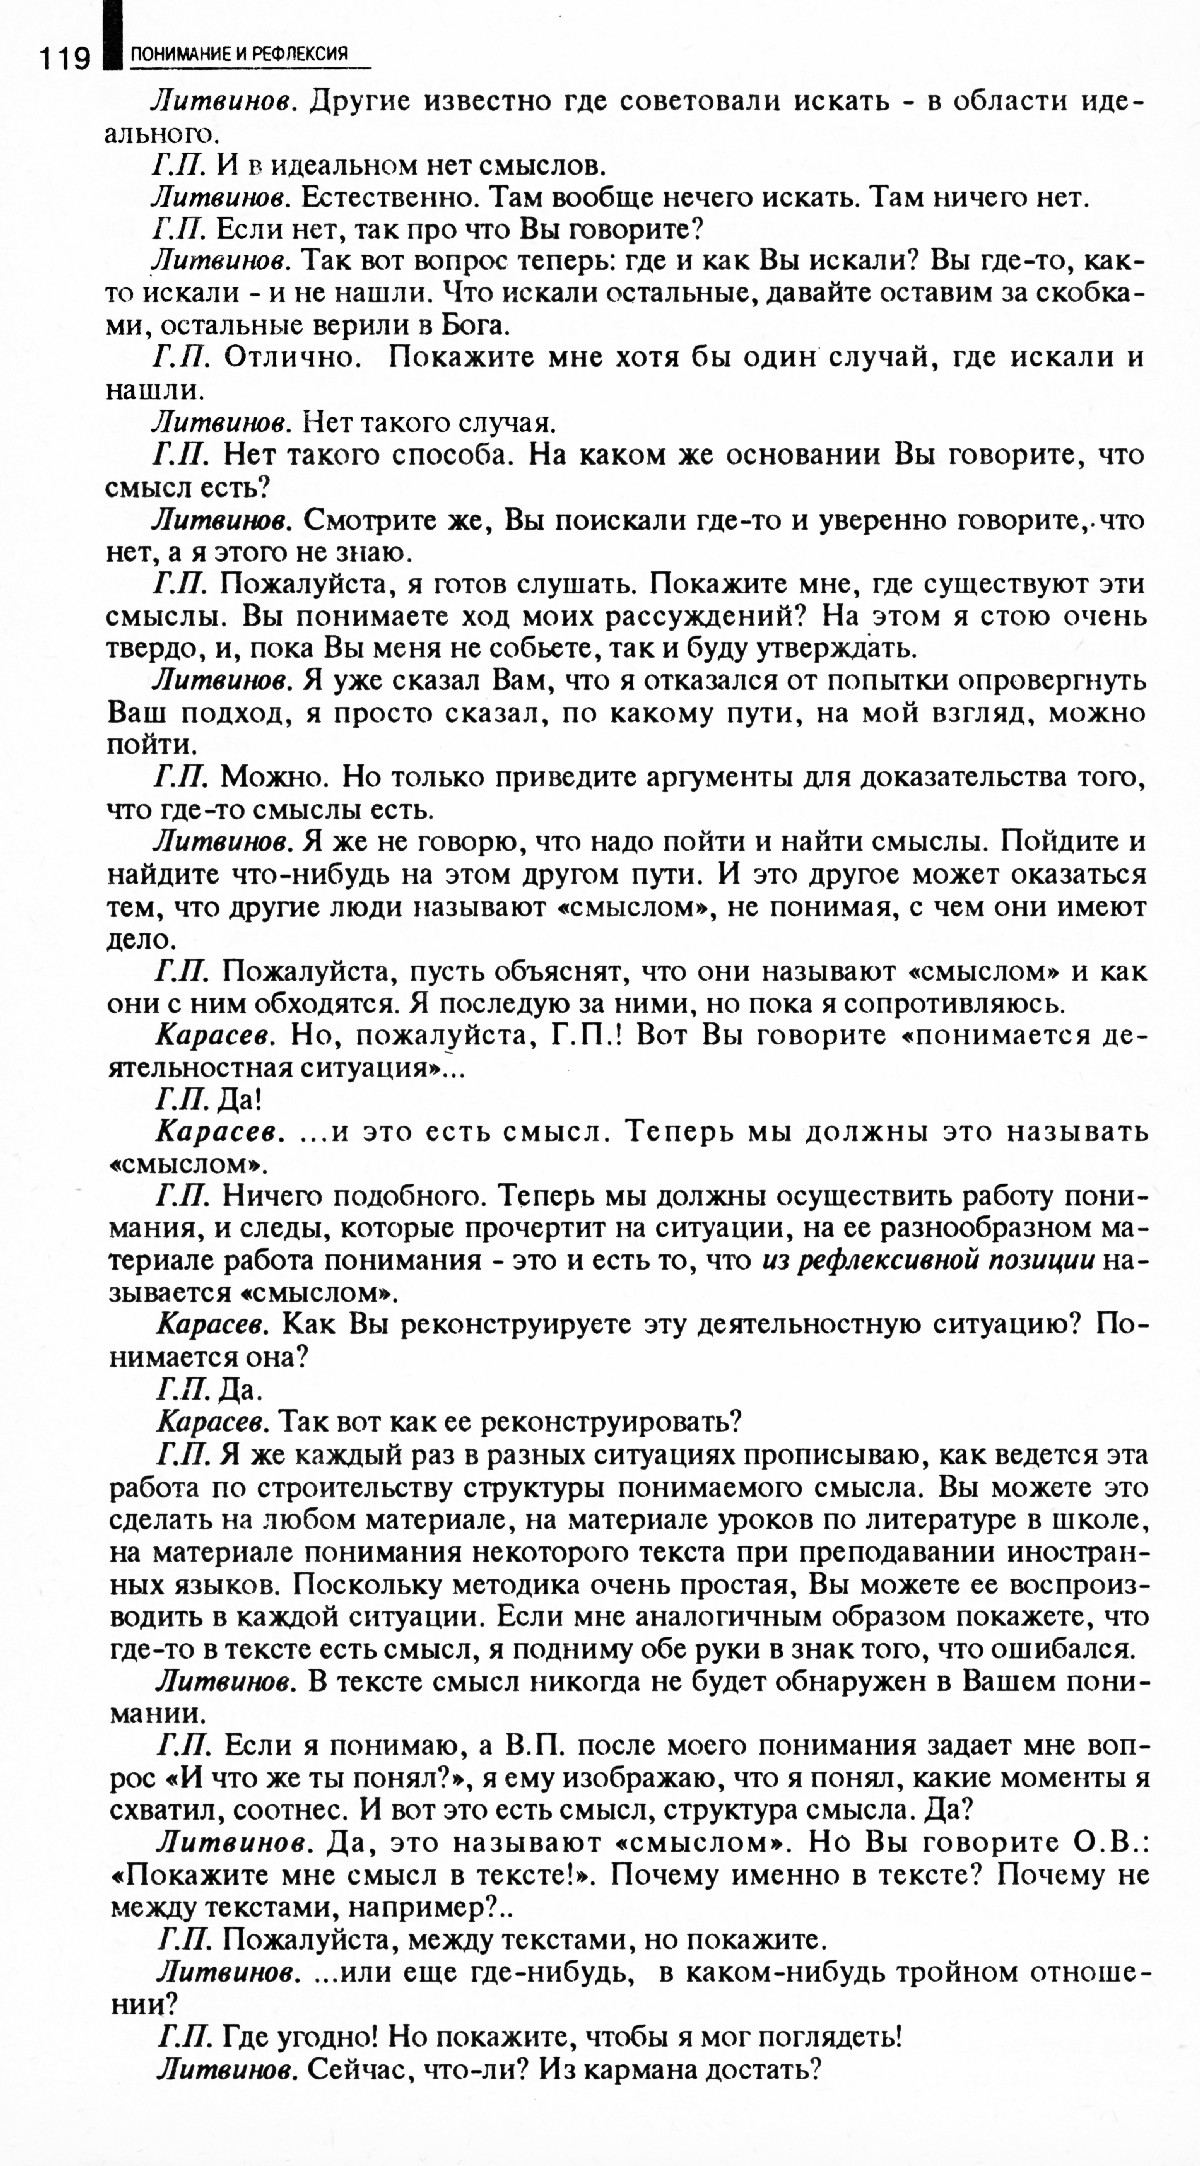 119 ПОНИМАНИЕ И РЕФЛЕКСИЯ
Литвинов. Другие известно где советовали искать - в области иде-
ального.
Г.П. И в идеальном нет смыслов.
Литвинов. Естественно. Там вообще нечего искать. Там ничего нет.
Г.П. Если нет, так про что Вы говорите?
Литвинов. Так вот вопрос теперь: где и как Вы искали? Вы где-то, как-
то искали - и не нашли. Что искали остальные, давайте оставим за скобка-
ми, остальные верили в Бога.
Г.П. Отлично. Покажите мне хотя бы один случай, где искали и
нашли.
Литвинов. Нет такого случая.
Г.П. Нет такого способа. На каком же основании Вы говорите, что
смысл есть?
Литвинов. Смотрите же, Вы поискали где-то и уверенно говорите, что
нет, а я этого не знаю.
Г.П. Пожалуйста, я готов слушать. Покажите мне, где существуют эти
смыслы. Вы понимаете ход моих рассуждений? На этом я стою очень
твердо, и, пока Вы меня не собьете, так и буду утверждать.
Литвинов. Я уже сказал Вам, что я отказался от попытки опровергнуть
Ваш подход, я просто сказал, по какому пути, на мой взгляд, можно
пойти.
Г.П. Можно. Но только приведите аргументы для доказательства того,
что где-то смыслы есть.
Литвинов. Я же не говорю, что надо пойти и найти смыслы. Пойдите и
найдите что-нибудь на этом другом пути. И это другое может оказаться
тем, что другие люди называют «смыслом», не понимая, с чем они имеют
дело.
Г.П. Пожалуйста, пусть объяснят, что они называют «смыслом» и как
они с ним обходятся. Я последую за ними, но пока я сопротивляюсь.
Карасев. Но, пожалуйста, Г.П.! Вот Вы говорите «понимается де-
ятельностная ситуация»...
Г.П. Да!
Карасев. ...и это есть смысл. Теперь мы должны это называть
«смыслом».
Г.П. Ничего подобного. Теперь мы должны осуществить работу пони-
мания, и следы, которые прочертит на ситуации, на ее разнообразном ма-
териале работа понимания - это и есть то, что из рефлексивной позиции на-
зывается «смыслом».
Карасев. Как Вы реконструируете эту деятельностную ситуацию? По-
нимается она?
Г.П. Да.
Карасев. Так вот как ее реконструировать?
Г.П. Я же каждый раз в разных ситуациях прописываю, как ведется эта
работа по строительству структуры понимаемого смысла. Вы можете это
сделать на любом материале, на материале уроков по литературе в школе,
на материале понимания некоторого текста при преподавании иностран-
ных языков. Поскольку методика очень простая, Вы можете ее воспроиз-
водить в каждой ситуации. Если мне аналогичным образом покажете, что
где-то в тексте есть смысл, я подниму обе руки в знак того, что ошибался.
Литвинов. В тексте смысл никогда не будет обнаружен в Вашем пони-
мании.
Г.П. Если я понимаю, а В.П. после моего понимания задает мне воп-
рос «И что же ты понял?», я ему изображаю, что я понял, какие моменты я
схватил, соотнес. И вот это есть смысл, структура смысла. Да?
Литвинов. Да, это называют «смыслом». Но Вы говорите О.В.:
«Покажите мне смысл в тексте!». Почему именно в тексте? Почему не
между текстами, например?..
Г.П. Пожалуйста, между текстами, но покажите.
Литвинов. ...или еще где-нибудь, в каком-нибудь тройном отноше-
нии?
Г.П. Где угодно! Но покажите, чтобы я мог поглядеть!
Литвинов. Сейчас, что-ли? Из кармана достать?